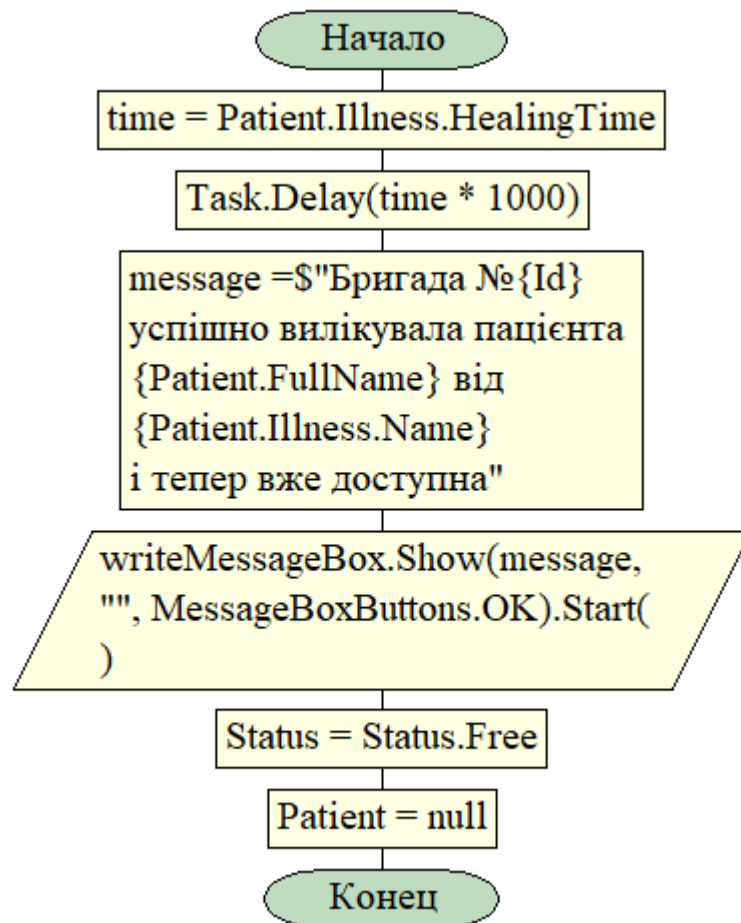 Начало
time = Patient.Illness.HealingTime
Task.Delay(time * 1000)
message =$"Бригада №{Id}
успішно вилікувала пацієнта
{Patient.FullName} від
{Patient.Illness.Name}
і тепер вже доступна"
writeMessageBox.Show(message,
"", MessageBoxButtons.OK).Start(
)
Status = Status.Free
Patient = null
Конец